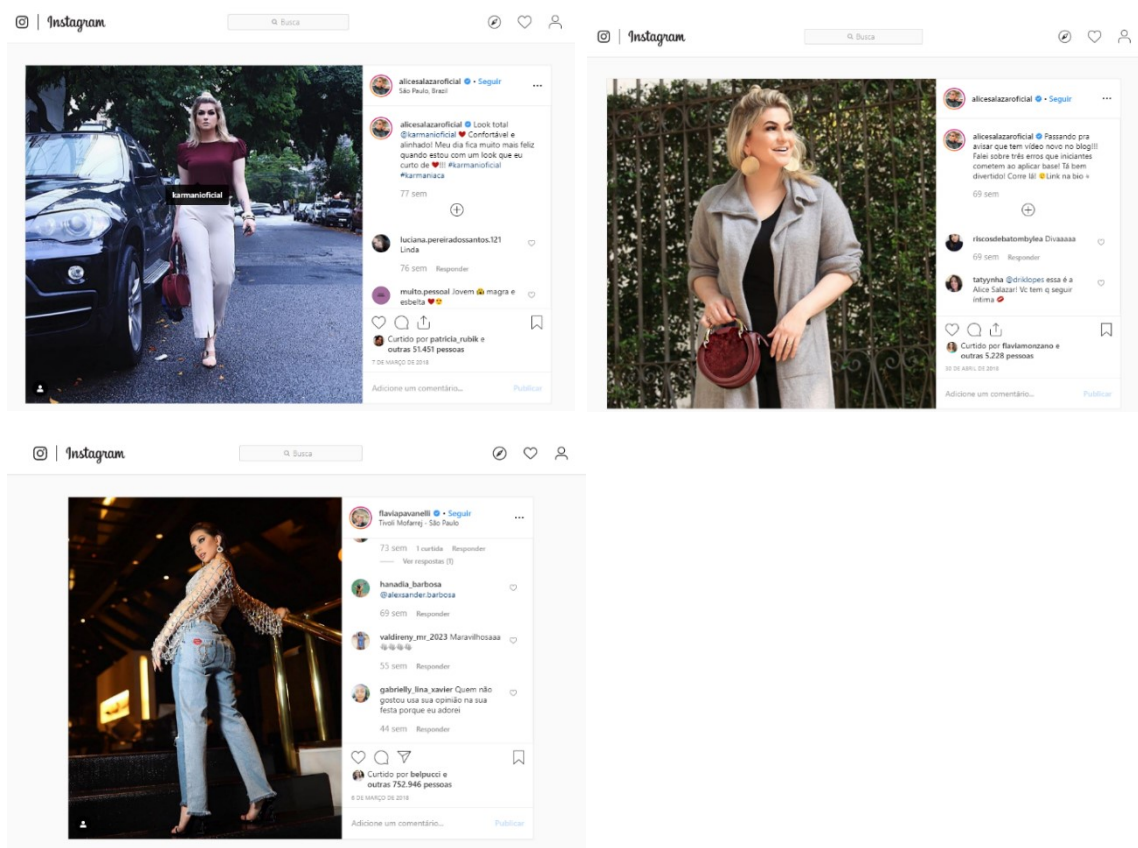 Instagram
Busca
alicesalazaroficial • Seguir
São Paulo, Brazil
alicesalazaroficial Look total
@karmanioficial ❤ Confortável e
alinhado! Meu dia fica muito mais feliz
quando estou com um look que eu
curto de ❤!!! #karmanioficial
#karmaniaca
77 sem
karmanioficial
luciana.pereiradossantos.121
Linda
76 sem Responder
muito.pessoal Jovem 😱 magra e
esbelta ❤😍
Curtido por patricia_rubik e
outras 51.451 pessoas
7 DE MARÇO DE 2018
Adicione um comentário... Publicar
Instagram
Busca
alicesalazaroficial • Seguir
alicesalazaroficial Passando pra
avisar que tem vídeo novo no blog!!!
Falei sobre três erros que iniciantes
cometem ao aplicar base! Tá bem
divertido! Corre lá! Link na bio
69 sem
riscosdebatombylea Divaaaaa
69 sem Responder
tatyynha @driklopes essa é a
Alice Salazar! Vc tem q seguir
íntima 💋
Curtido por flaviamonzano e
outras 5.228 pessoas
30 DE ABRIL DE 2018
Adicione um comentário... Publicar
Instagram
Busca
flaviapavanelli • Seguir
Tivoli Mofarrej - São Paulo
73 sem 1 curtida Responder
Ver respostas (1)
hanadia_barbosa
@alexsander.barbosa
69 sem Responder
valdireny_mr_2023 Maravilhosaaa
👏👏👏👏
55 sem Responder
gabrielly_lina_xavier Quem não
gostou usa sua opinião na sua
festa porque eu adorei
44 sem Responder
Curtido por belpucci e
outras 752.946 pessoas
6 DE MARÇO DE 2018
Adicione um comentário... Publicar